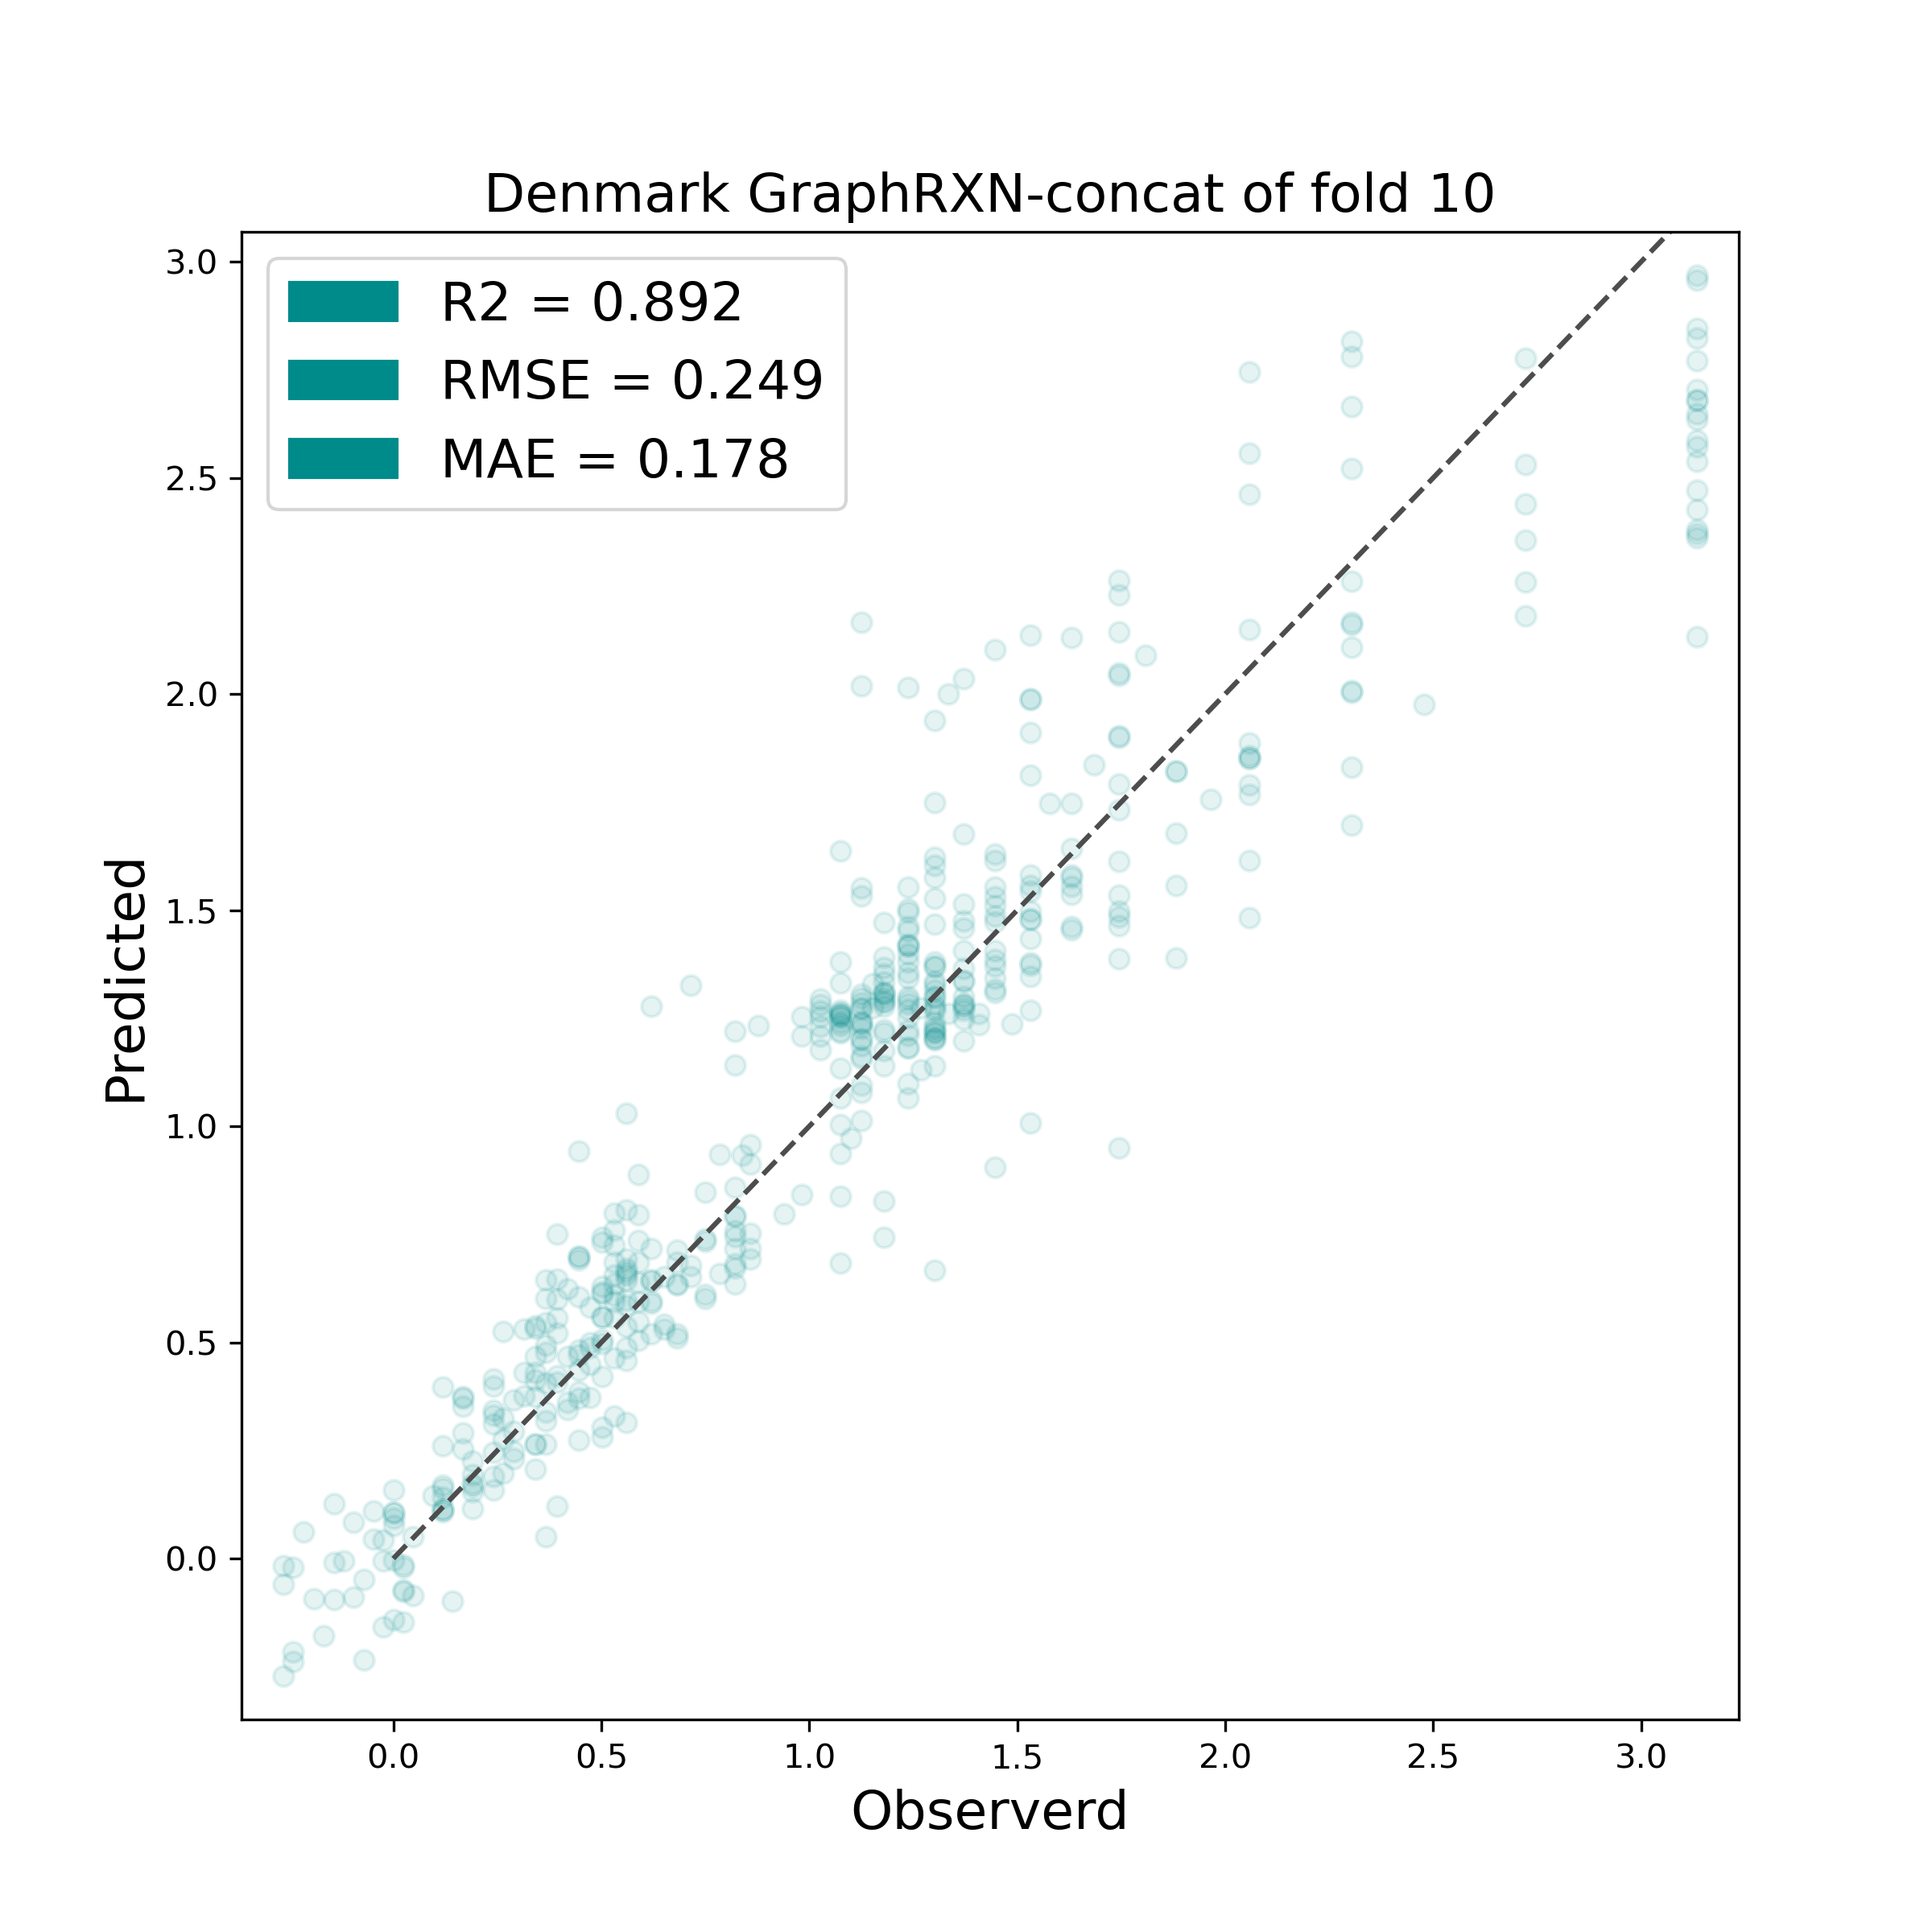 Denmark GraphRXN-concat of fold 10
R2 = 0.892
RMSE = 0.249
MAE = 0.178
Predicted
3.0
2.5
2.0
1.5
1.0
0.5
0.0
0.0 0.5 1.0 1.5 2.0 2.5 3.0
Observerd